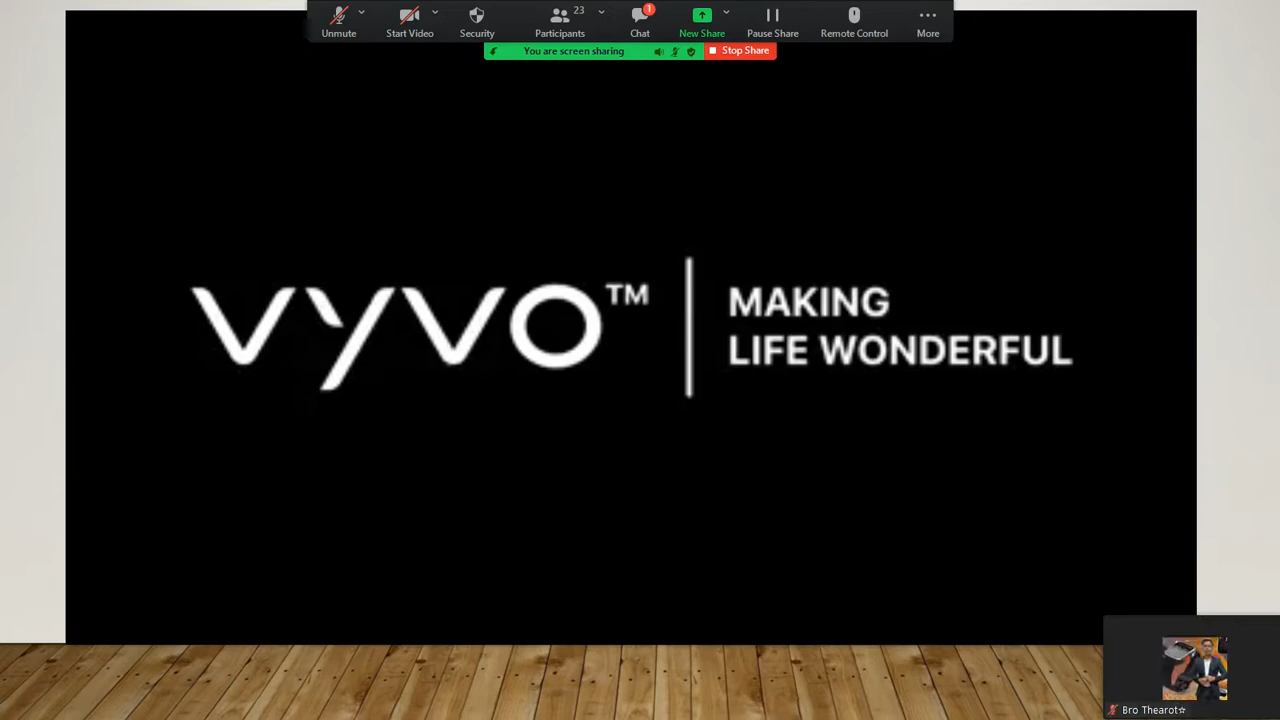 23
1
Unmute
Start Video
Security
Participants
Chat
New Share
Pause Share
Remote Control
More
You are screen sharing
Stop Share
vyvo™
MAKING
LIFE WONDERFUL
Bro Thearot☆